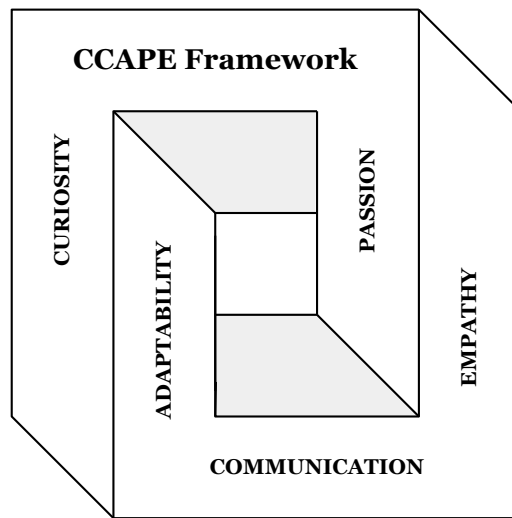 CCAPE Framework
CURIOSITY
PASSION
ADAPTABILITY
EMPATHY
COMMUNICATION